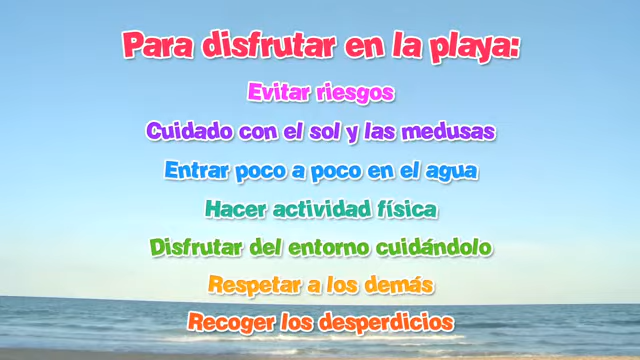 Para disfrutar en la playa:
Evitar riesgos
Cuidado con el sol y las medusas
Entrar poco a poco en el agua
Hacer actividad física
Disfrutar del entorno cuidándolo
Respetar a los demás
Recoger los desperdicios